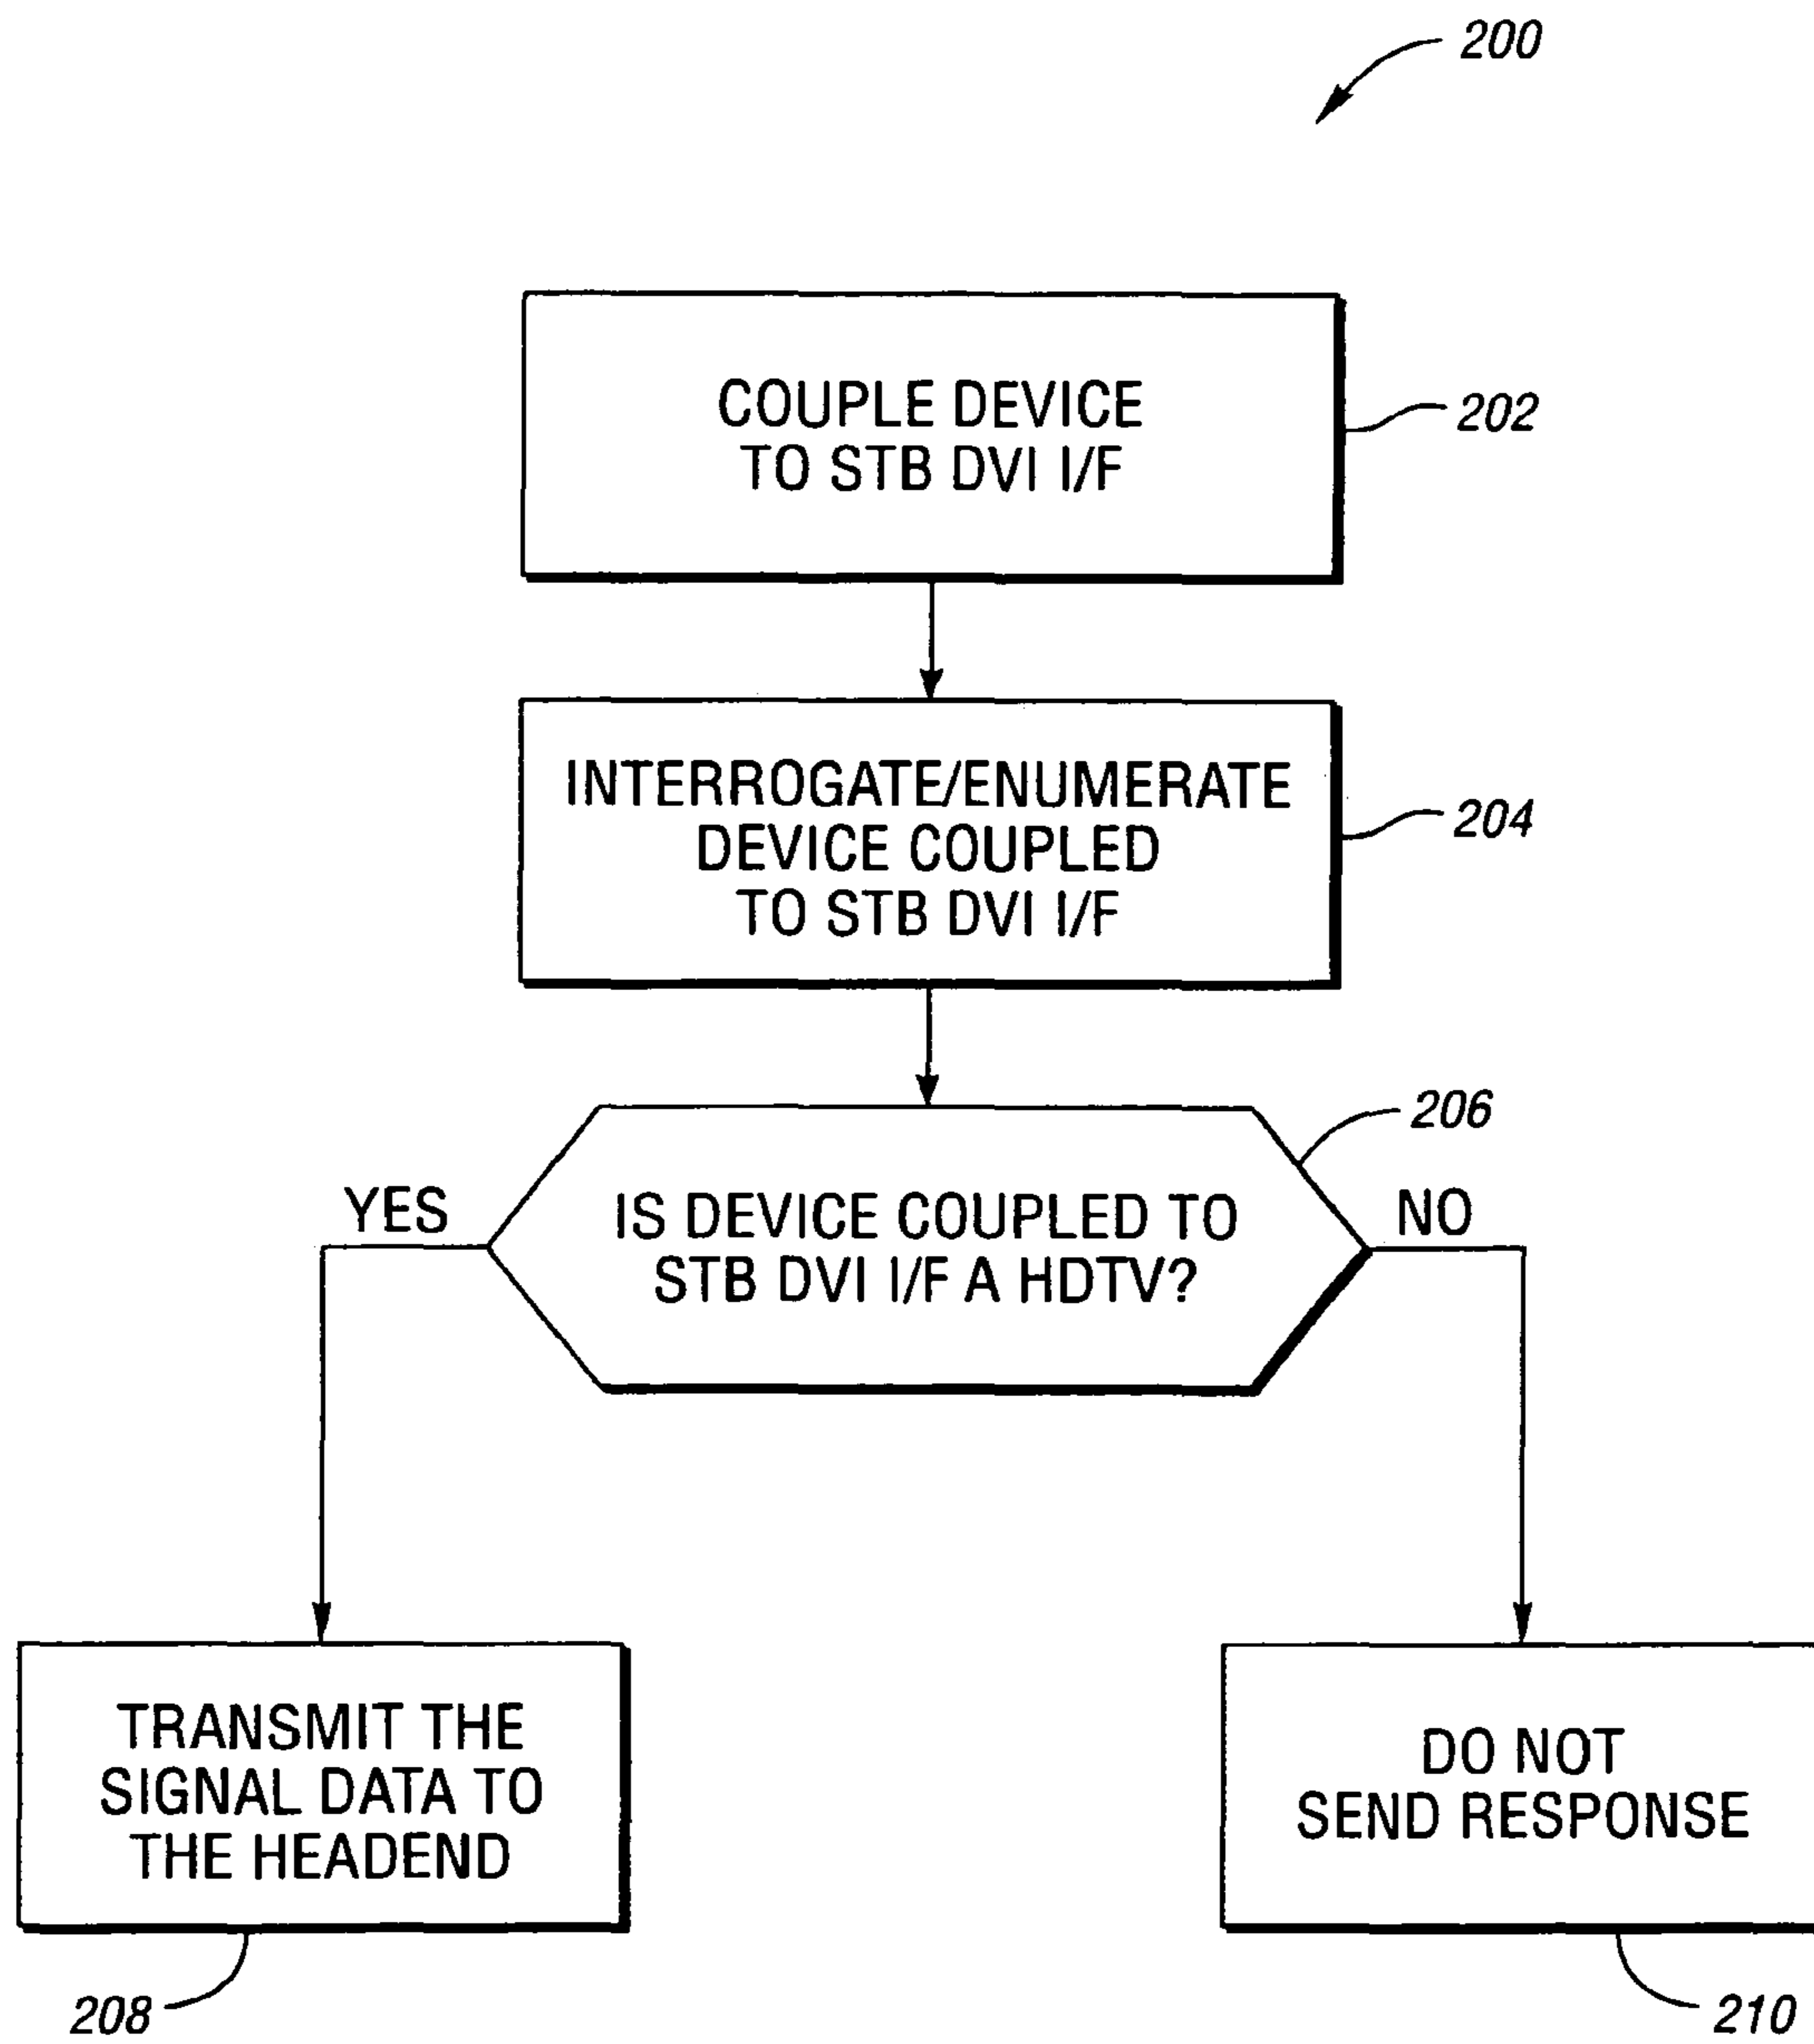 200
COUPLE DEVICE
TO STB DVI I/F
202
INTERROGATE/ENUMERATE
DEVICE COUPLED
TO STB DVI I/F
204
206
YES
IS DEVICE COUPLED TO
STB DVI I/F A HDTV?
NO
TRANSMIT THE
SIGNAL DATA TO
THE HEADEND
208
DO NOT
SEND RESPONSE
210